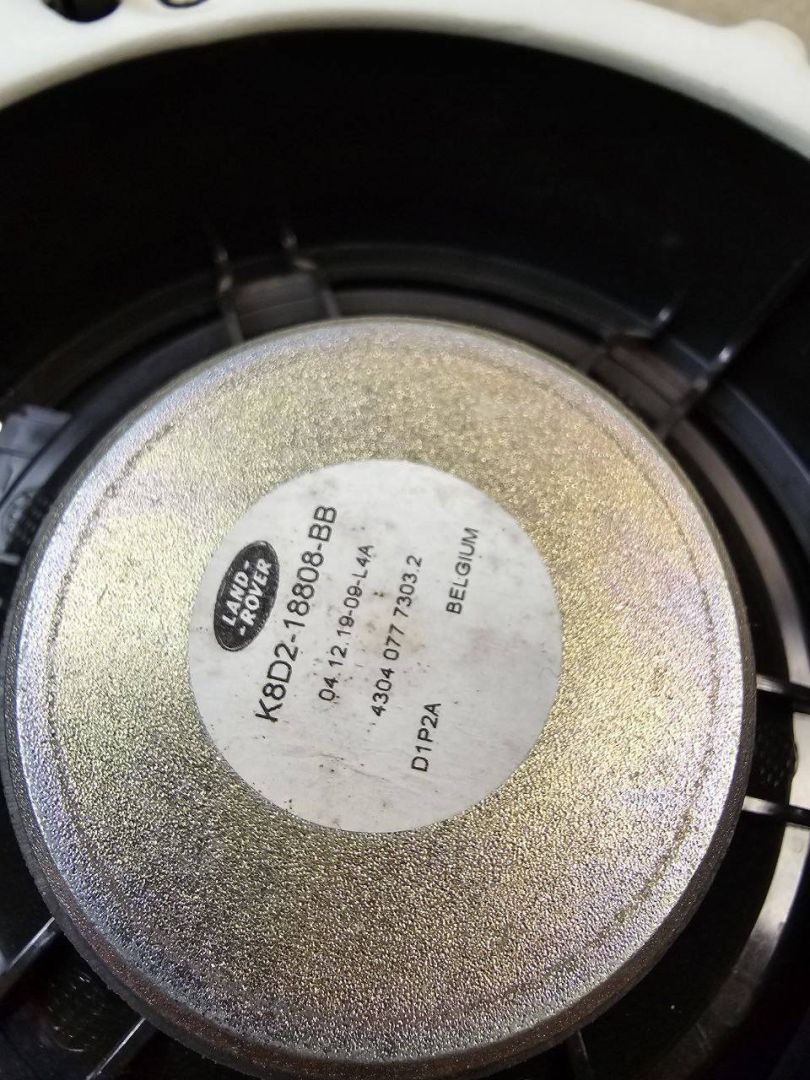 LAND-
-ROVER
K8D2-18808-BB
04.12.19-09-L4A
4304 077 7303.2
BELGIUM
D1P2A